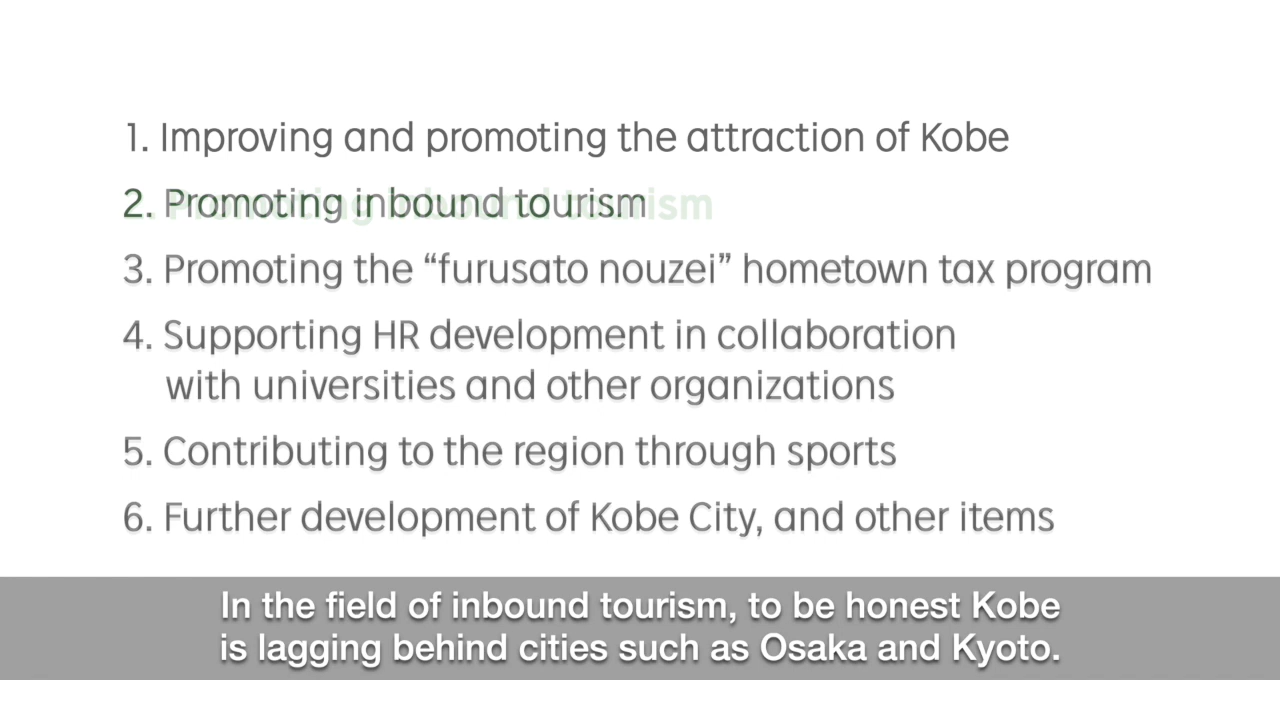 1. Improving and promoting the attraction of Kobe
2. Promoting inbound tourism
3. Promoting the “furusato nouzei” hometown tax program
4. Supporting HR development in collaboration
with universities and other organizations
5. Contributing to the region through sports
6. Further development of Kobe City, and other items
In the field of inbound tourism, to be honest Kobe
is lagging behind cities such as Osaka and Kyoto.